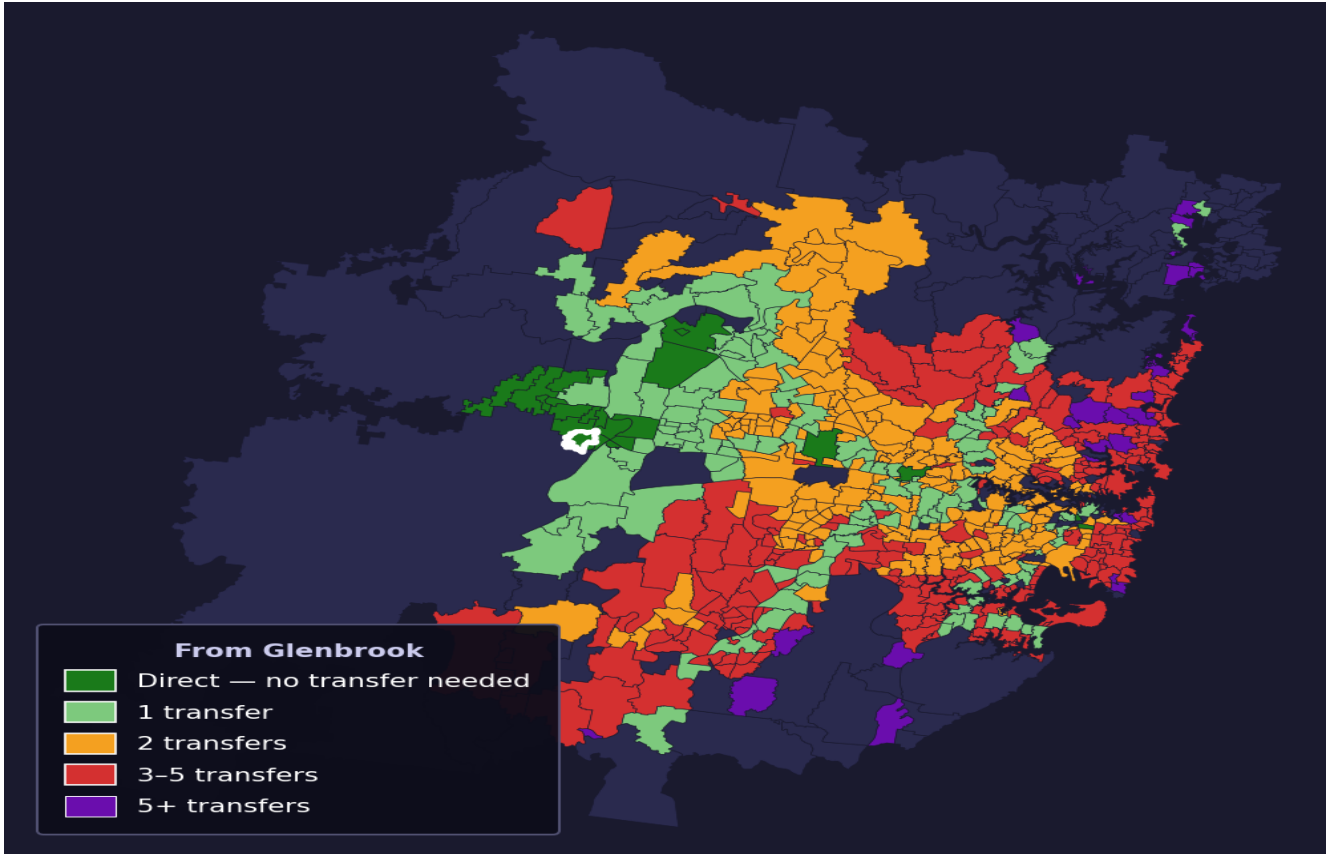 From Glenbrook
Direct — no transfer needed
1 transfer
2 transfers
3–5 transfers
5+ transfers